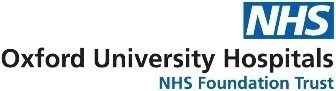 NHS
Oxford University Hospitals
NHS Foundation Trust